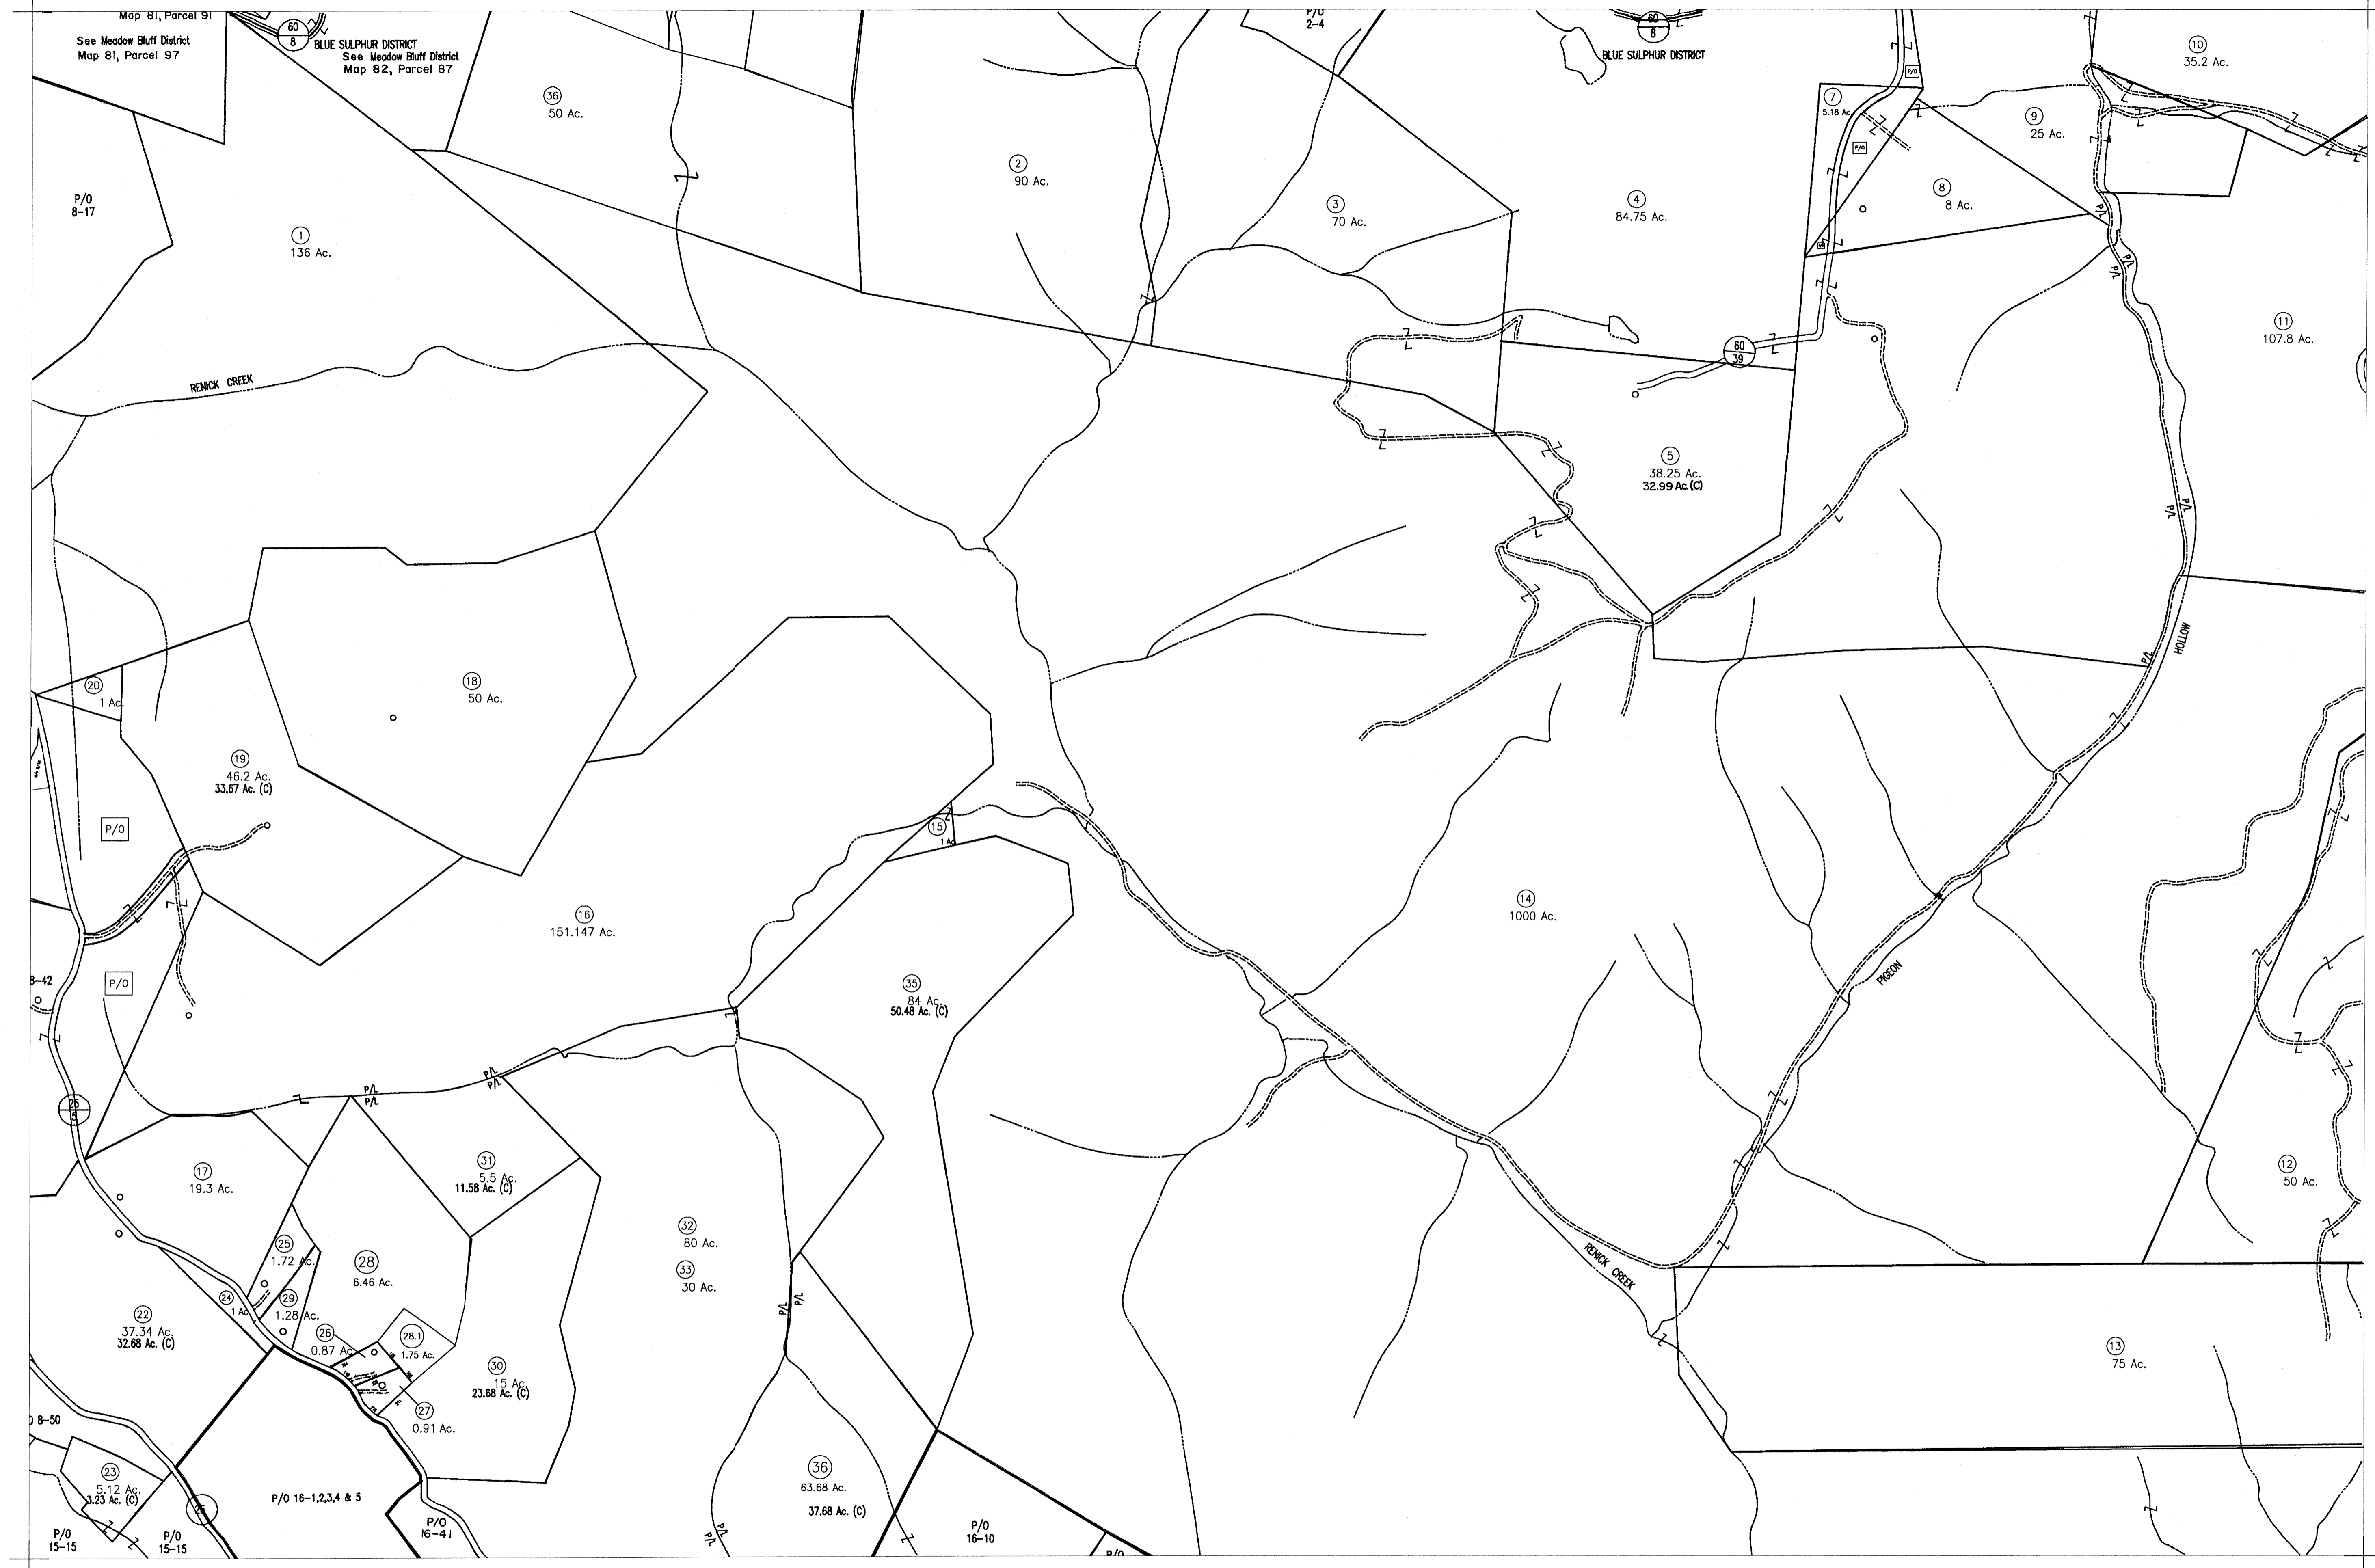 Map 81, Parcel 91
See Meadow Bluff District
Map 81, Parcel 97
60
8
BLUE SULPHUR DISTRICT
See Meadow Bluff District
Map 82, Parcel 87
P/O
2-4
60
8
BLUE SULPHUR DISTRICT
10
35.2 Ac.
P/O
36
50 Ac.
7
5.18 Ac.
9
25 Ac.
P/O
2
90 Ac.
8
8 Ac.
P/O
8-17
3
70 Ac.
4
84.75 Ac.
P/L
1
136 Ac.
P/L
P/L
11
107.8 Ac.
60
39
RENICK CREEK
5
38.25 Ac.
32.99 Ac.(C)
P/L
P/L
HOLLOW
P/L
20
1 Ac.
18
50 Ac.
19
46.2 Ac.
33.67 Ac. (C)
P/O
15
1 Ac.
16
151.147 Ac.
14
1000 Ac.
PIGEON
8-42
P/O
35
84 Ac.
50.48 Ac. (C)
P/L
P/L
P/L
P/L
25
5
31
5.5 Ac.
11.58 Ac. (C)
17
19.3 Ac.
12
50 Ac.
32
80 Ac.
25
1.72 Ac.
28
6.46 Ac.
RENICK CREEK
33
30 Ac.
P/L
P/L
24
1 Ac.
29
1.28 Ac.
22
37.34 Ac.
32.68 Ac. (C)
26
0.87 Ac.
28.1
1.75 Ac.
13
75 Ac.
30
15 Ac.
23.68 Ac. (C)
27
0.91 Ac.
8-50
23
5.12 Ac.
3.23 Ac. (C)
36
63.68 Ac.
37.68 Ac. (C)
P/O 16-1,2,3,4 & 5
P/O
15-15
P/O
15-15
P/O
16-41
P/L
P/L
P/O
16-10
P/O